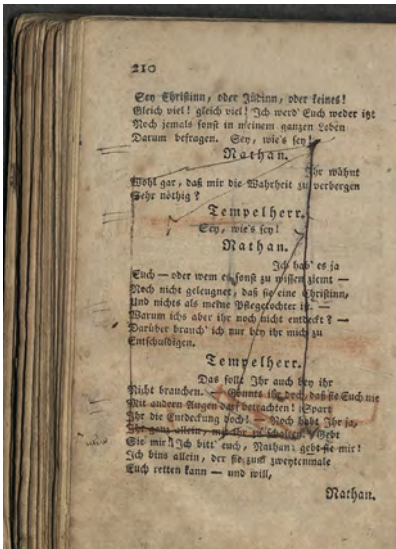 210
Sey Christinn, oder Jüdinn, oder keines!
Gleich viel! gleich viel! Ich werd' Euch weder itzt
Noch jemals sonst in meinem ganzen Leben
Darum befragen. Sey, wie's sey!
Nathan.
Ihr wähnt
Wohl gar, daß mir die Wahrheit zu verbergen
Sehr nöthig?
Tempelherr.
Sey, wie's sey!
Nathan.
Ich hab' es ja
Euch — oder wem es sonst zu wissen ziemt —
Noch nicht geleugnet, daß sie eine Christinn,
Und nichts als meine Pflegetochter ist. —
Warum ichs aber ihr noch nicht entdeckt? —
Darüber brauch' ich nur bey ihr mich zu
Entschuldigen.
Tempelherr.
Das sollt Ihr auch bey ihr
Nicht brauchen. — Gönnts ihr doch, daß sie Euch nie
Mit andern Augen darf betrachten! Spart
Ihr die Entdeckung doch! — Noch habt Ihr ja,
Ihr ganz allein, mit ihr zu schalten. Gebt
Sie mir! Ich bitt' euch, Nathan; gebt sie mir!
Ich bins allein, der sie zum zweytenmale
Euch retten kann — und will,
Nathan.